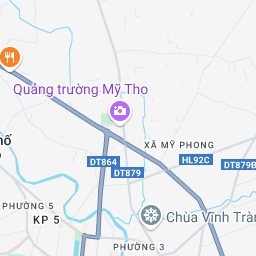 Quảng trường Mỹ Tho
XÃ MỸ PHONG
HL92C
DT864
DT879B
DT879
PHƯỜNG 5
KP 5
Chùa Vĩnh Tràn
PHƯỜNG 3